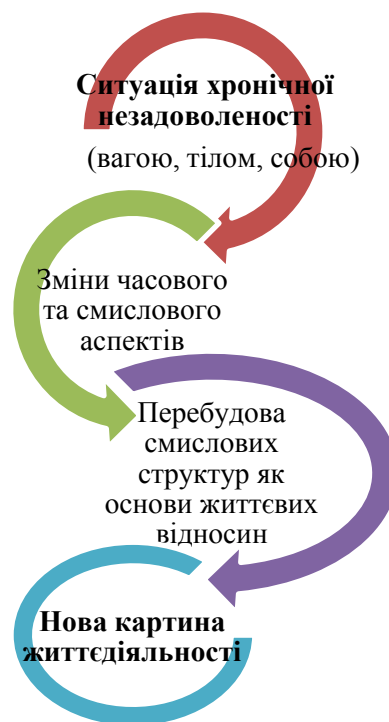 Ситуація хронічної
незадоволеності
(вагою, тілом, собою)
Зміни часового
та смислового
аспектів
Перебудова
смислових
структур як
основи життєвих
відносин
Нова картина
життєдіяльності